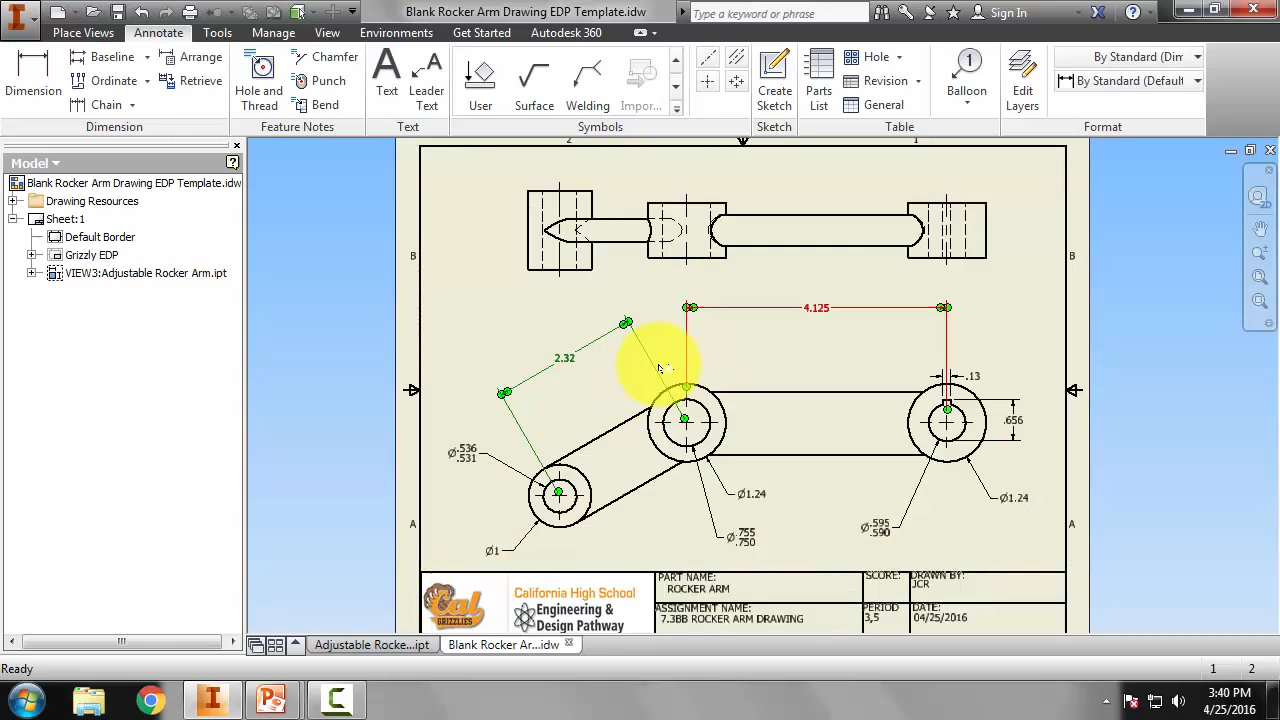 Blank Rocker Arm Drawing EDP Template.idw
Type a keyword or phrase
Sign In
Place Views
Annotate
Tools
Manage
View
Environments
Get Started
Autodesk 360
Dimension
Baseline
Ordinate
Chain
Arrange
Retrieve
Dimension
Hole and
Thread
Chamfer
Punch
Bend
Feature Notes
Text
Leader
Text
Text
User
Surface
Welding
Impor...
Symbols
Create
Sketch
Sketch
Parts
List
Hole
Revision
General
Table
Balloon
Edit
Layers
By Standard (Din
By Standard (Default
Format
Model
Blank Rocker Arm Drawing EDP Template.idw
Drawing Resources
Sheet:1
Default Border
Grizzly EDP
VIEW3:Adjustable Rocker Arm.ipt
2
1
B
B
4.125
2.32
.13
.656
Ø.536
.531
Ø1.24
Ø1.24
Ø.755
.750
Ø.595
.590
Ø1
A
A
Cal
GRIZZLIES
California High School
Engineering &
Design Pathway
PART NAME:
ROCKER ARM
SCORE:
DRAWN BY:
JCR
ASSIGNMENT NAME:
7.3BB ROCKER ARM DRAWING
PERIOD
3,5
DATE:
04/25/2016
Adjustable Rocke...ipt
Blank Rocker Ar...idw
Ready
1
2
3:40 PM
4/25/2016